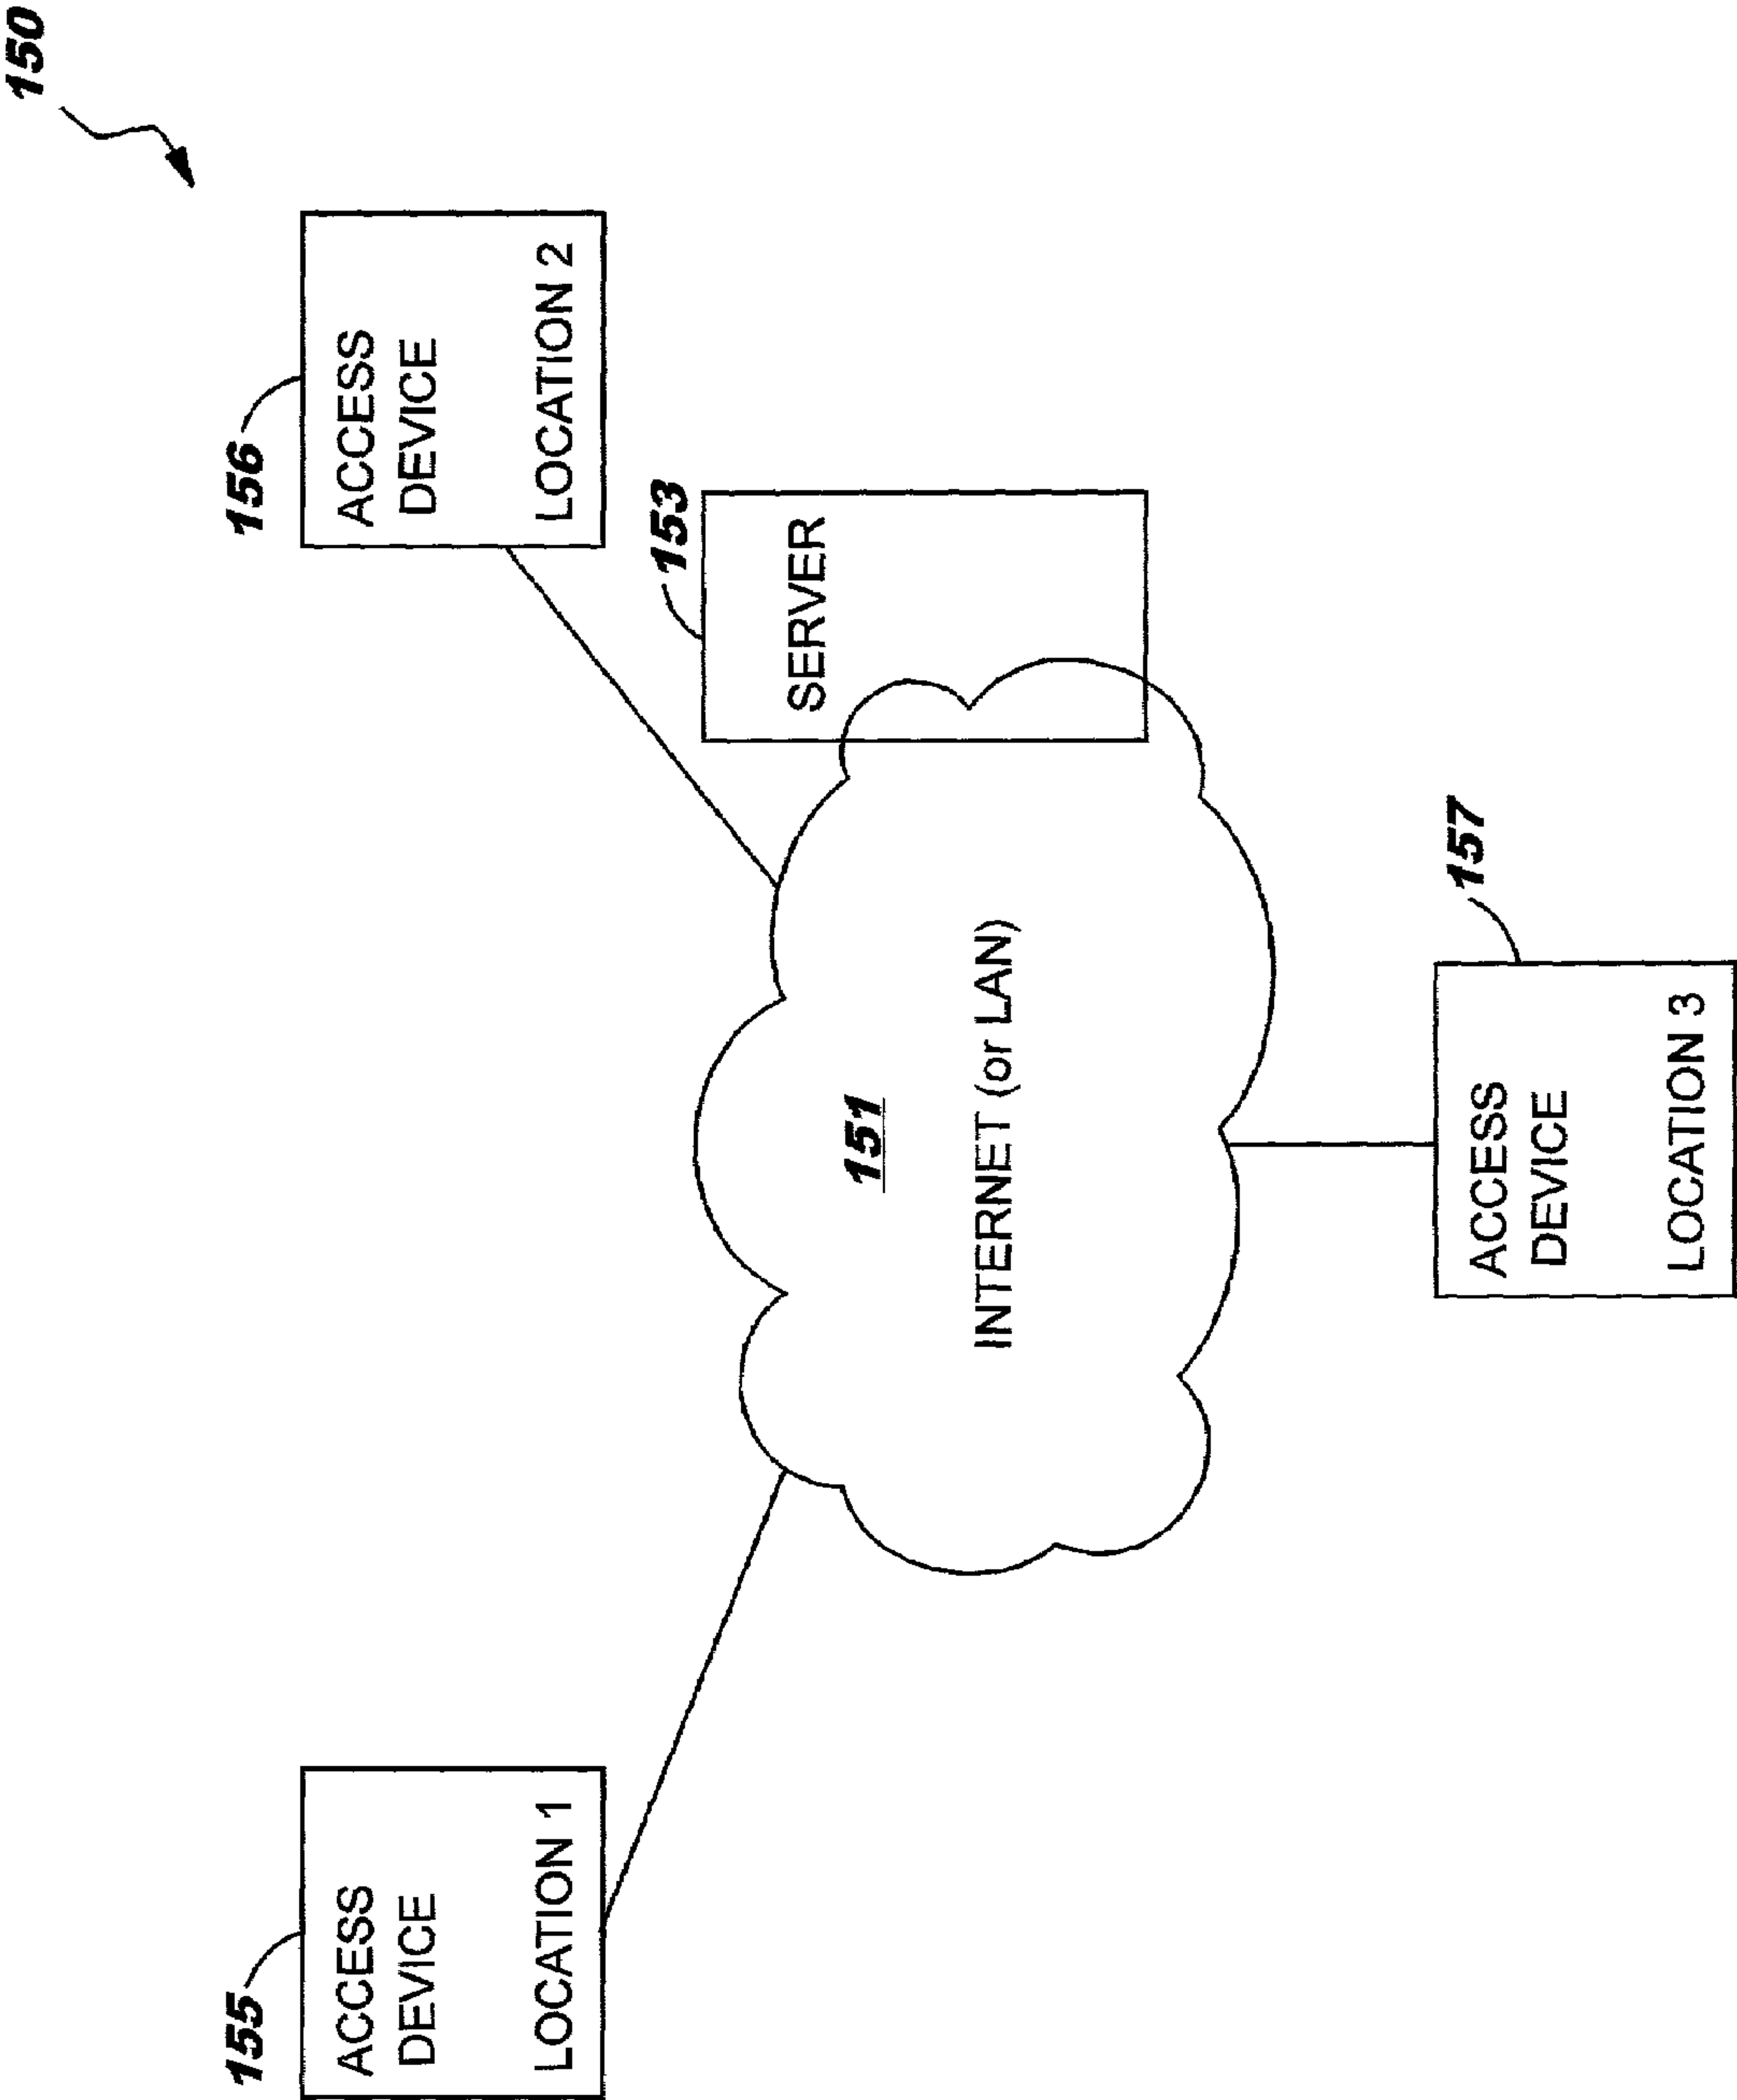 150
155
ACCESS
DEVICE
LOCATION 1
156
ACCESS
DEVICE
LOCATION 2
153
SERVER
151
INTERNET (or LAN)
157
ACCESS
DEVICE
LOCATION 3